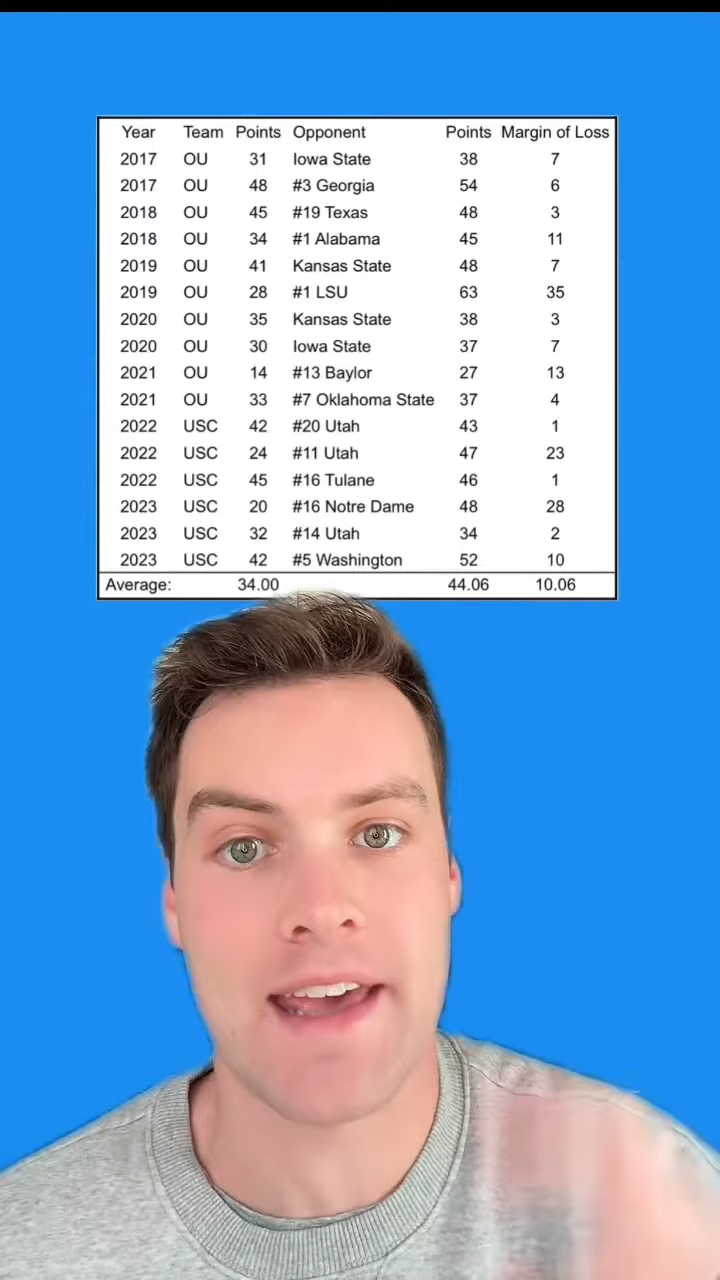 Year Team Points Opponent Points Margin of Loss
2017 OU 31 Iowa State 38 7
2017 OU 48 #3 Georgia 54 6
2018 OU 45 #19 Texas 48 3
2018 OU 34 #1 Alabama 45 11
2019 OU 41 Kansas State 48 7
2019 OU 28 #1 LSU 63 35
2020 OU 35 Kansas State 38 3
2020 OU 30 Iowa State 37 7
2021 OU 14 #13 Baylor 27 13
2021 OU 33 #7 Oklahoma State 37 4
2022 USC 42 #20 Utah 43 1
2022 USC 24 #11 Utah 47 23
2022 USC 45 #16 Tulane 46 1
2023 USC 20 #16 Notre Dame 48 28
2023 USC 32 #14 Utah 34 2
2023 USC 42 #5 Washington 52 10
Average: 34.00 44.06 10.06